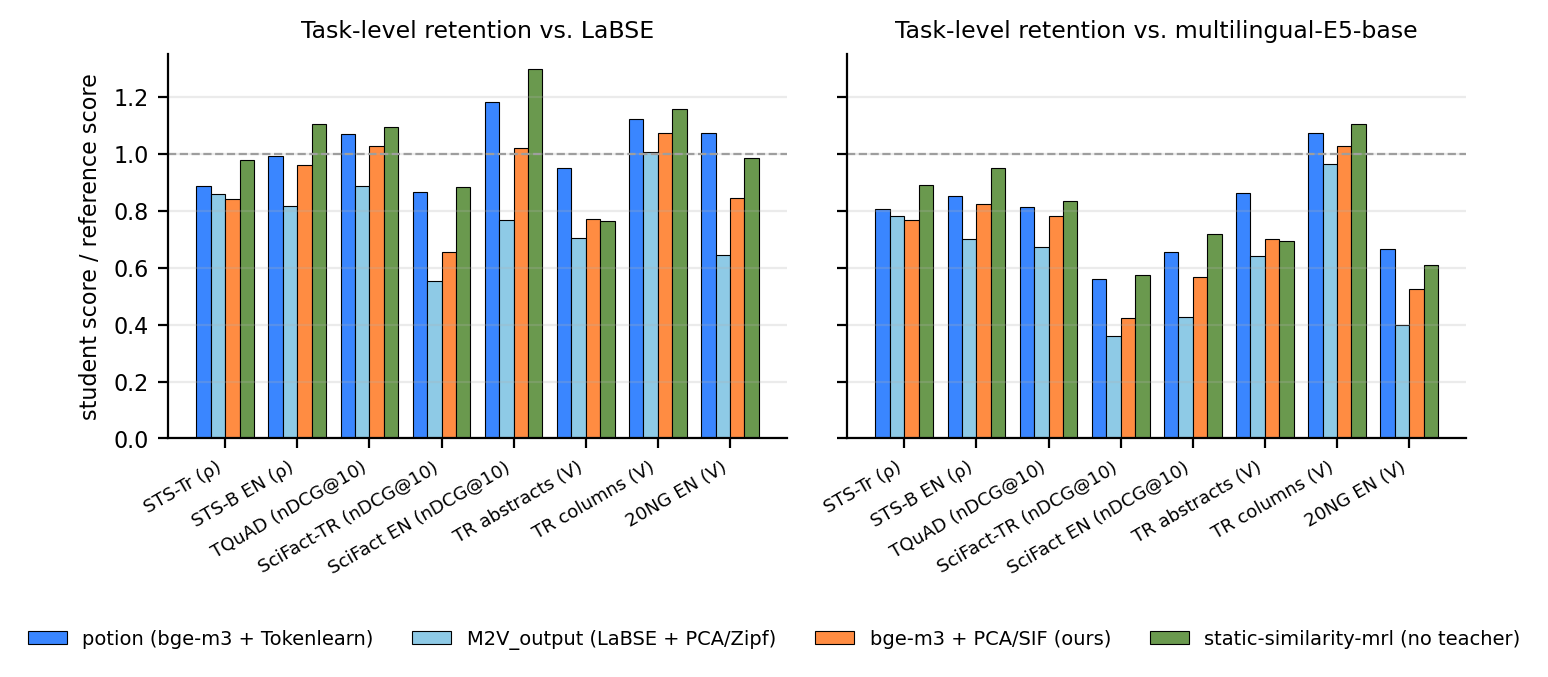 Task-level retention vs. LaBSE
Task-level retention vs. multilingual-E5-base
student score / reference score
1.2
1.0
0.8
0.6
0.4
0.2
0.0
STS-Tr (ρ)
STS-B EN (ρ)
TQuAD (nDCG@10)
SciFact-TR (nDCG@10)
SciFact EN (nDCG@10)
TR abstracts (V)
TR columns (V)
20NG EN (V)
STS-Tr (ρ)
STS-B EN (ρ)
TQuAD (nDCG@10)
SciFact-TR (nDCG@10)
SciFact EN (nDCG@10)
TR abstracts (V)
TR columns (V)
20NG EN (V)
potion (bge-m3 + Tokenlearn)
M2V_output (LaBSE + PCA/Zipf)
bge-m3 + PCA/SIF (ours)
static-similarity-mrl (no teacher)